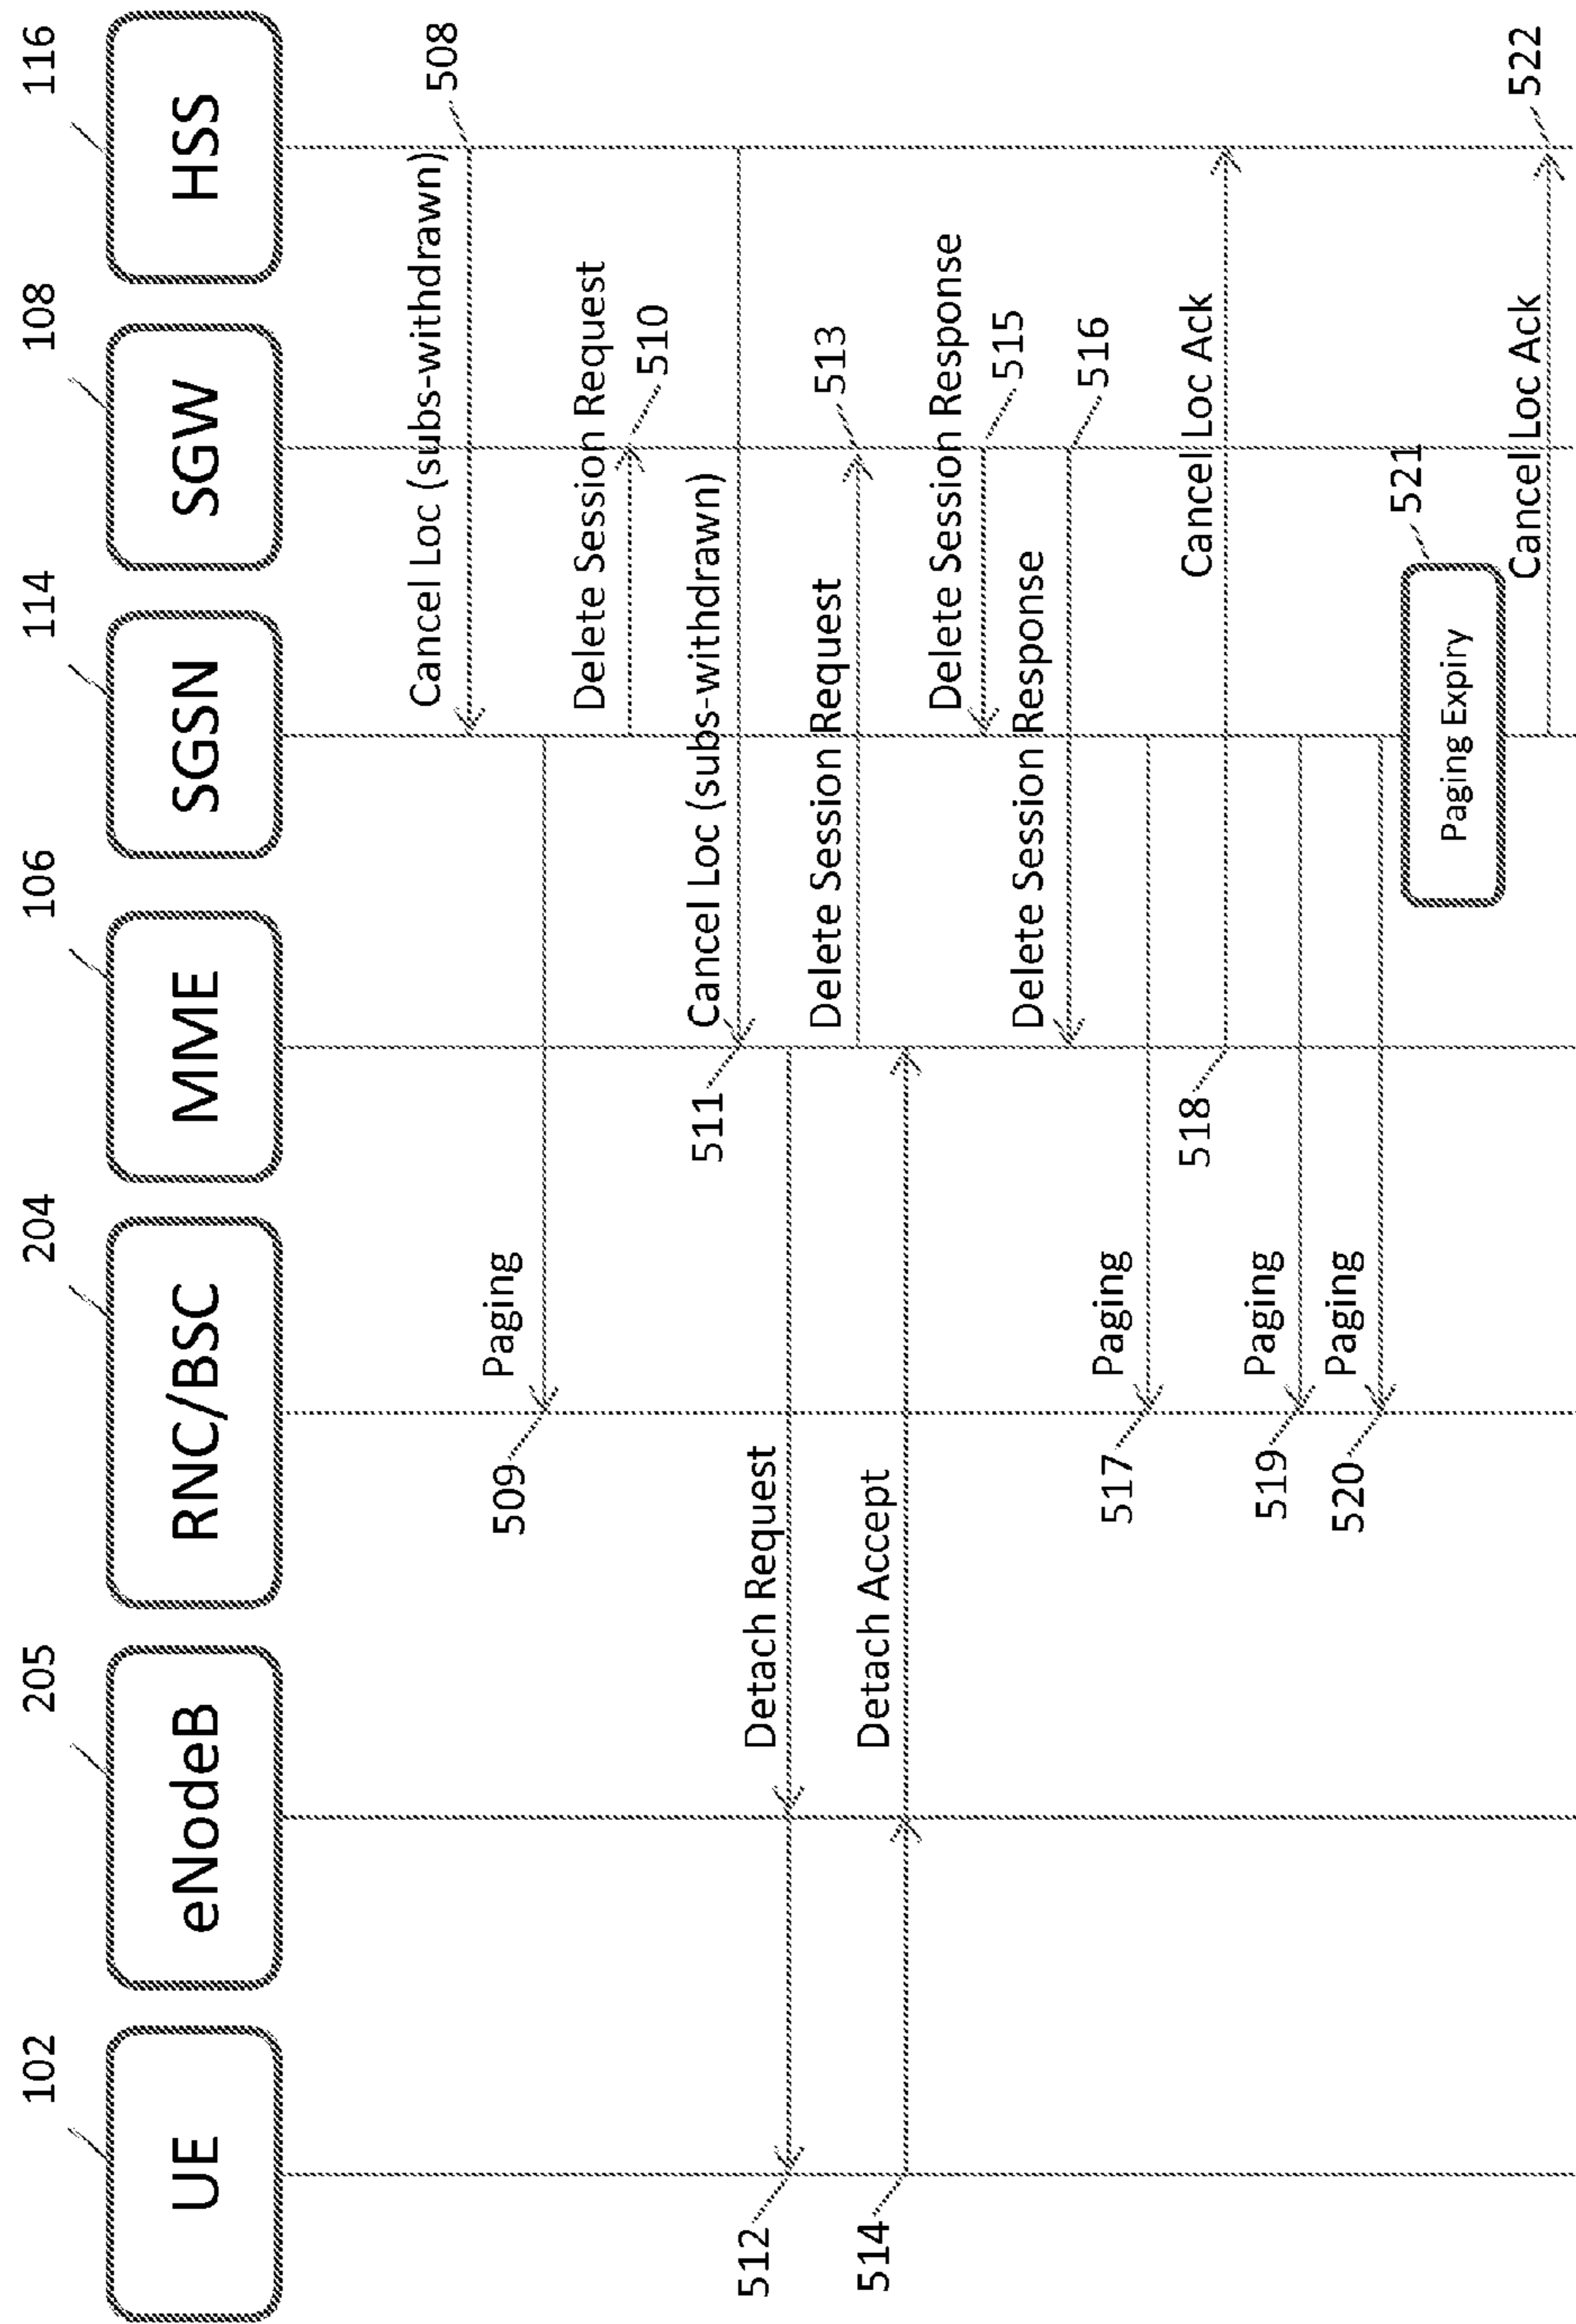 102
205
204
106
114
108
116
UE
eNodeB
RNC/BSC
MME
SGSN
SGW
HSS
Cancel Loc (subs-withdrawn)
508
Paging
509
Delete Session Request
510
Cancel Loc (subs-withdrawn)
511
Detach Request
512
Delete Session Request
513
Detach Accept
514
Delete Session Response
515
Delete Session Response
516
Paging
517
Cancel Loc Ack
518
Paging
519
Paging
520
Paging Expiry
521
Cancel Loc Ack
522